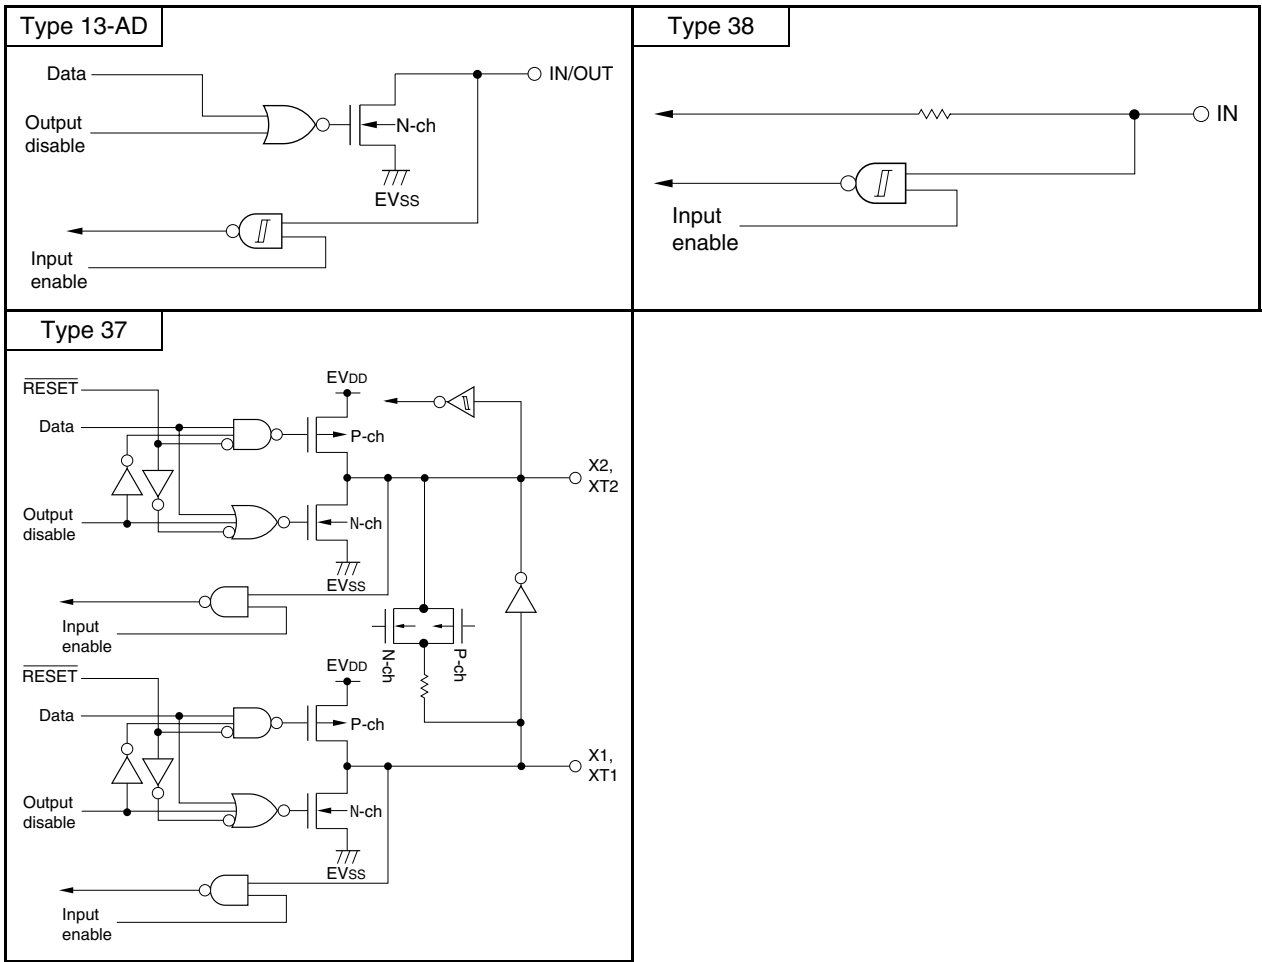 Type 13-AD
Data
Output
disable
N-ch
IN/OUT
EVSS
Input
enable
Type 38
IN
Input
enable
Type 37
RESET
Data
Output
disable
EVDD
P-ch
N-ch
EVSS
X2,
XT2
Input
enable
N-ch
P-ch
RESET
Data
Output
disable
EVDD
P-ch
N-ch
EVSS
X1,
XT1
Input
enable